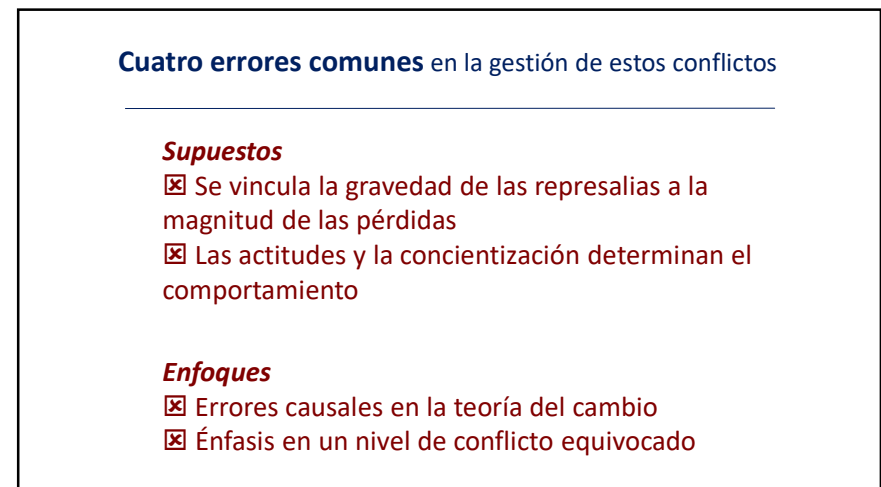 Cuatro errores comunes en la gestión de estos conflictos
Supuestos
☒ Se vincula la gravedad de las represalias a la
magnitud de las pérdidas
☒ Las actitudes y la concientización determinan el
comportamiento
Enfoques
☒ Errores causales en la teoría del cambio
☒ Énfasis en un nivel de conflicto equivocado